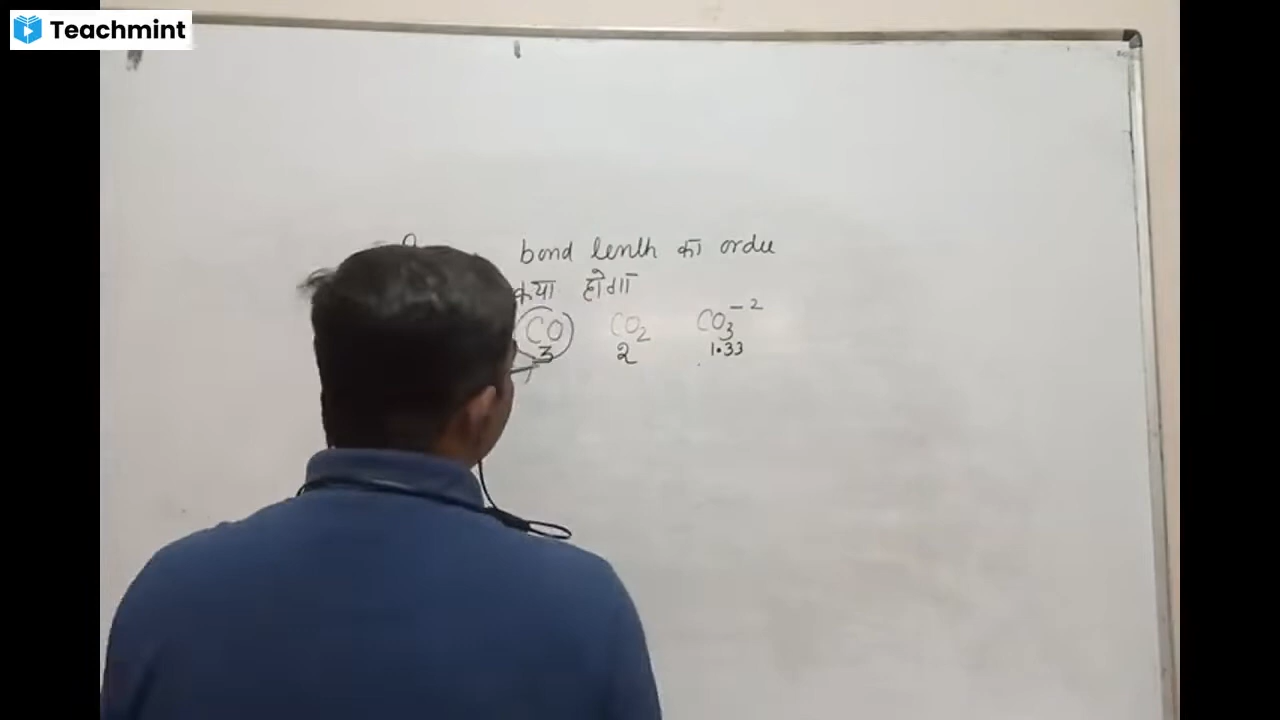 Teachmint
bond lenth का order
क्या होगा
CO CO₂ CO₃⁻²
3 2 1.33